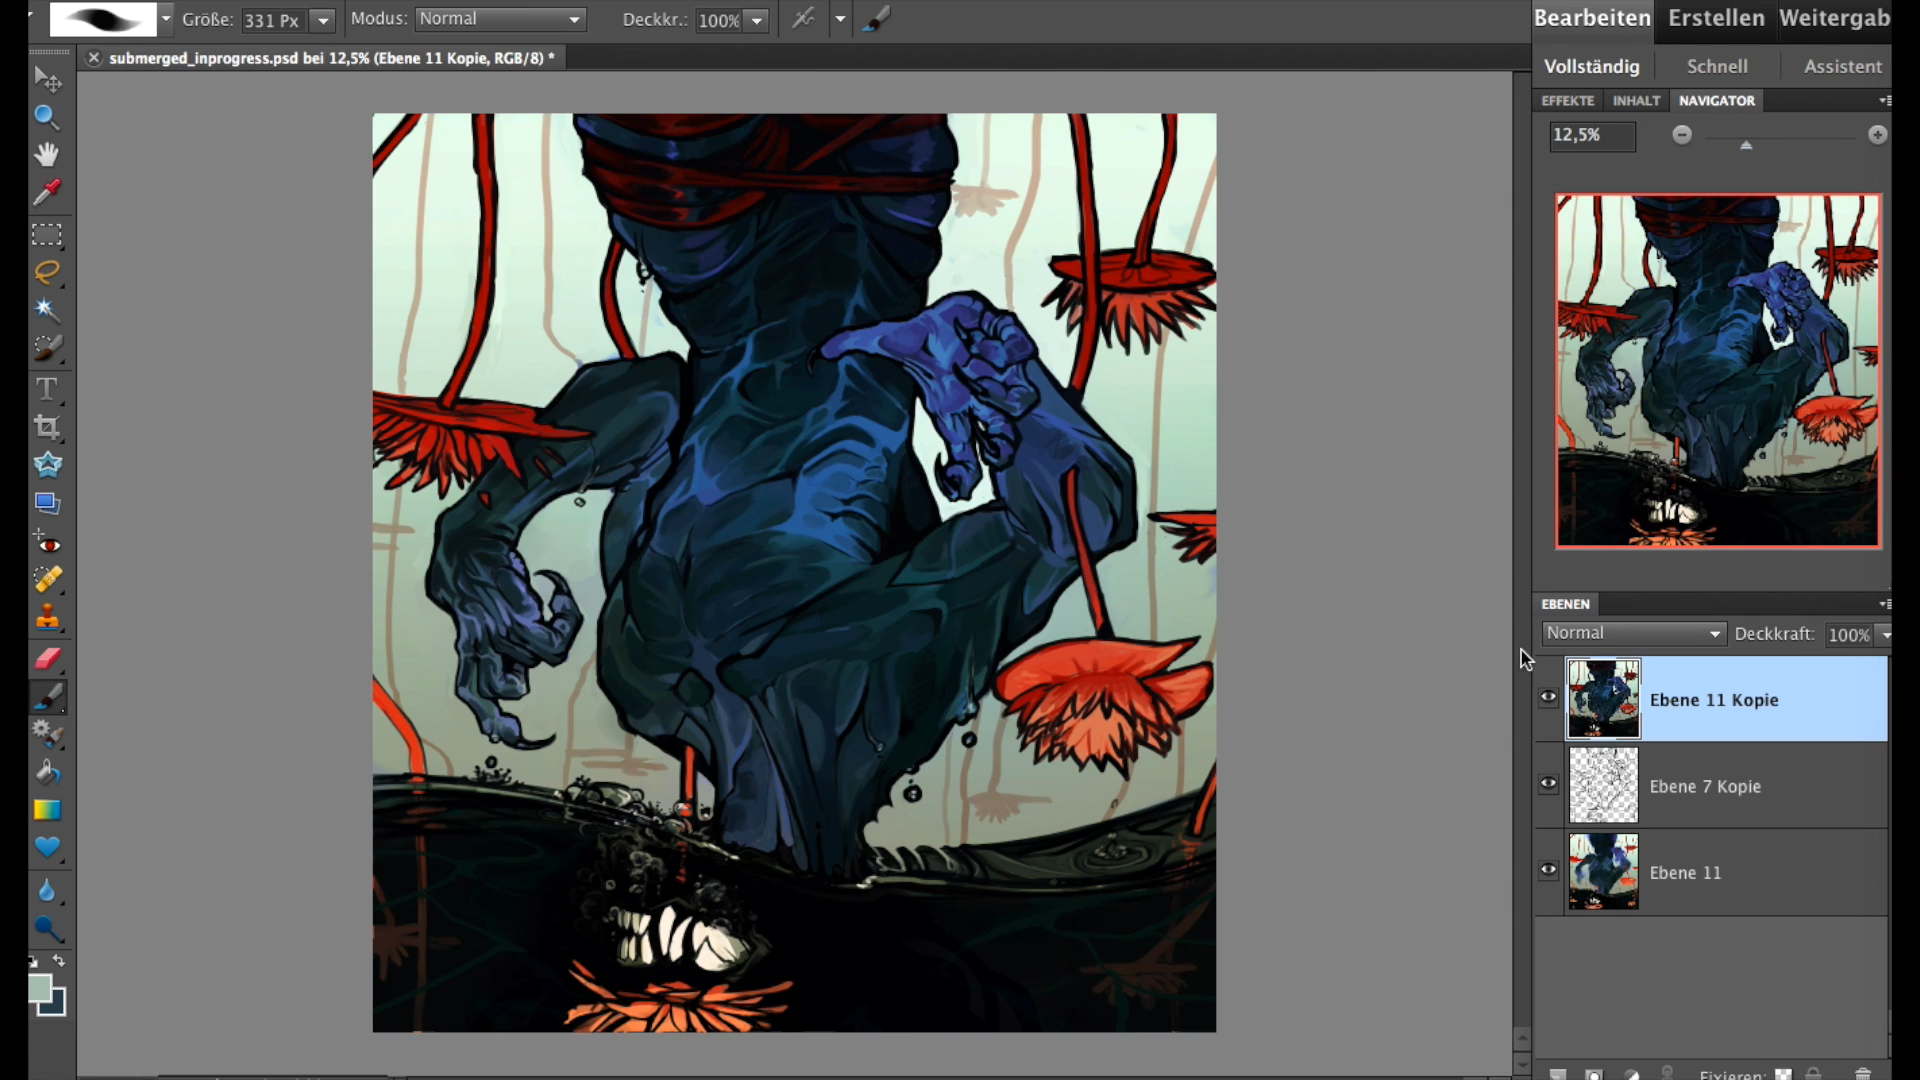 Größe: 331 Px Modus: Normal Deckkr.: 100%
Bearbeiten Erstellen Weitergab
submerged_inprogress.psd bei 12,5% (Ebene 11 Kopie, RGB/8) *
Vollständig Schnell Assistent
EFFEKTE INHALT NAVIGATOR
12,5%
EBENEN
Normal Deckkraft: 100%
Ebene 11 Kopie
Ebene 7 Kopie
Ebene 11
Fixieren: